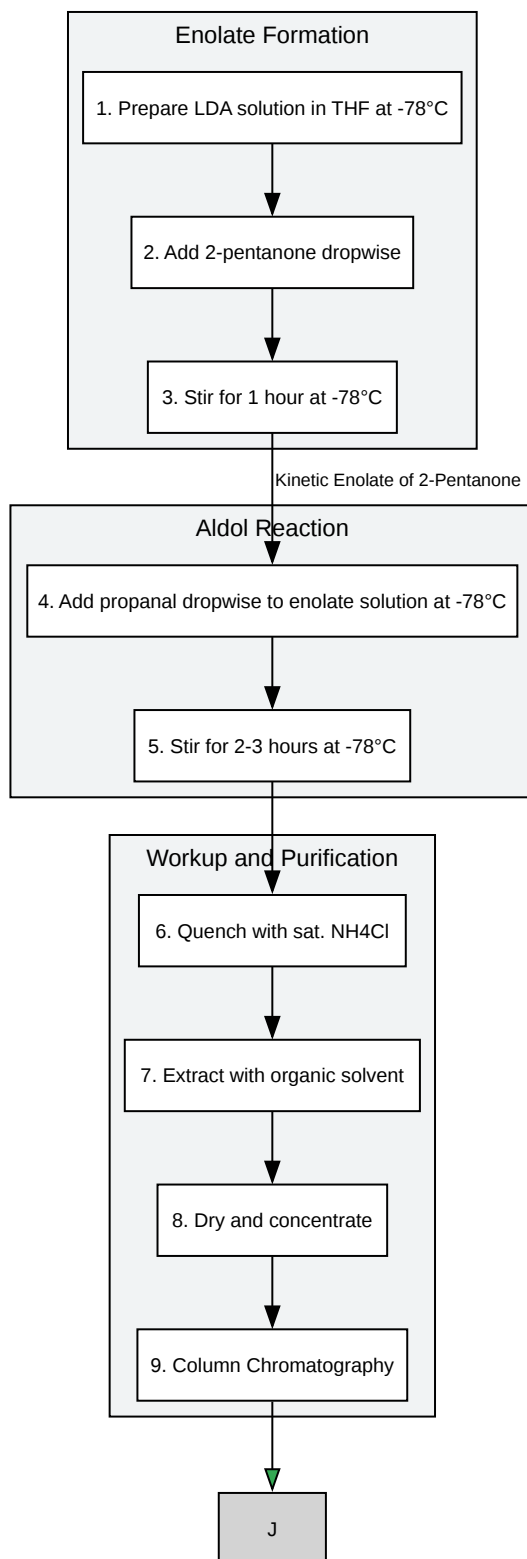 Enolate Formation
1. Prepare LDA solution in THF at -78°C
2. Add 2-pentanone dropwise
3. Stir for 1 hour at -78°C
Kinetic Enolate of 2-Pentanone
Aldol Reaction
4. Add propanal dropwise to enolate solution at -78°C
5. Stir for 2-3 hours at -78°C
Workup and Purification
6. Quench with sat. NH4Cl
7. Extract with organic solvent
8. Dry and concentrate
9. Column Chromatography
J